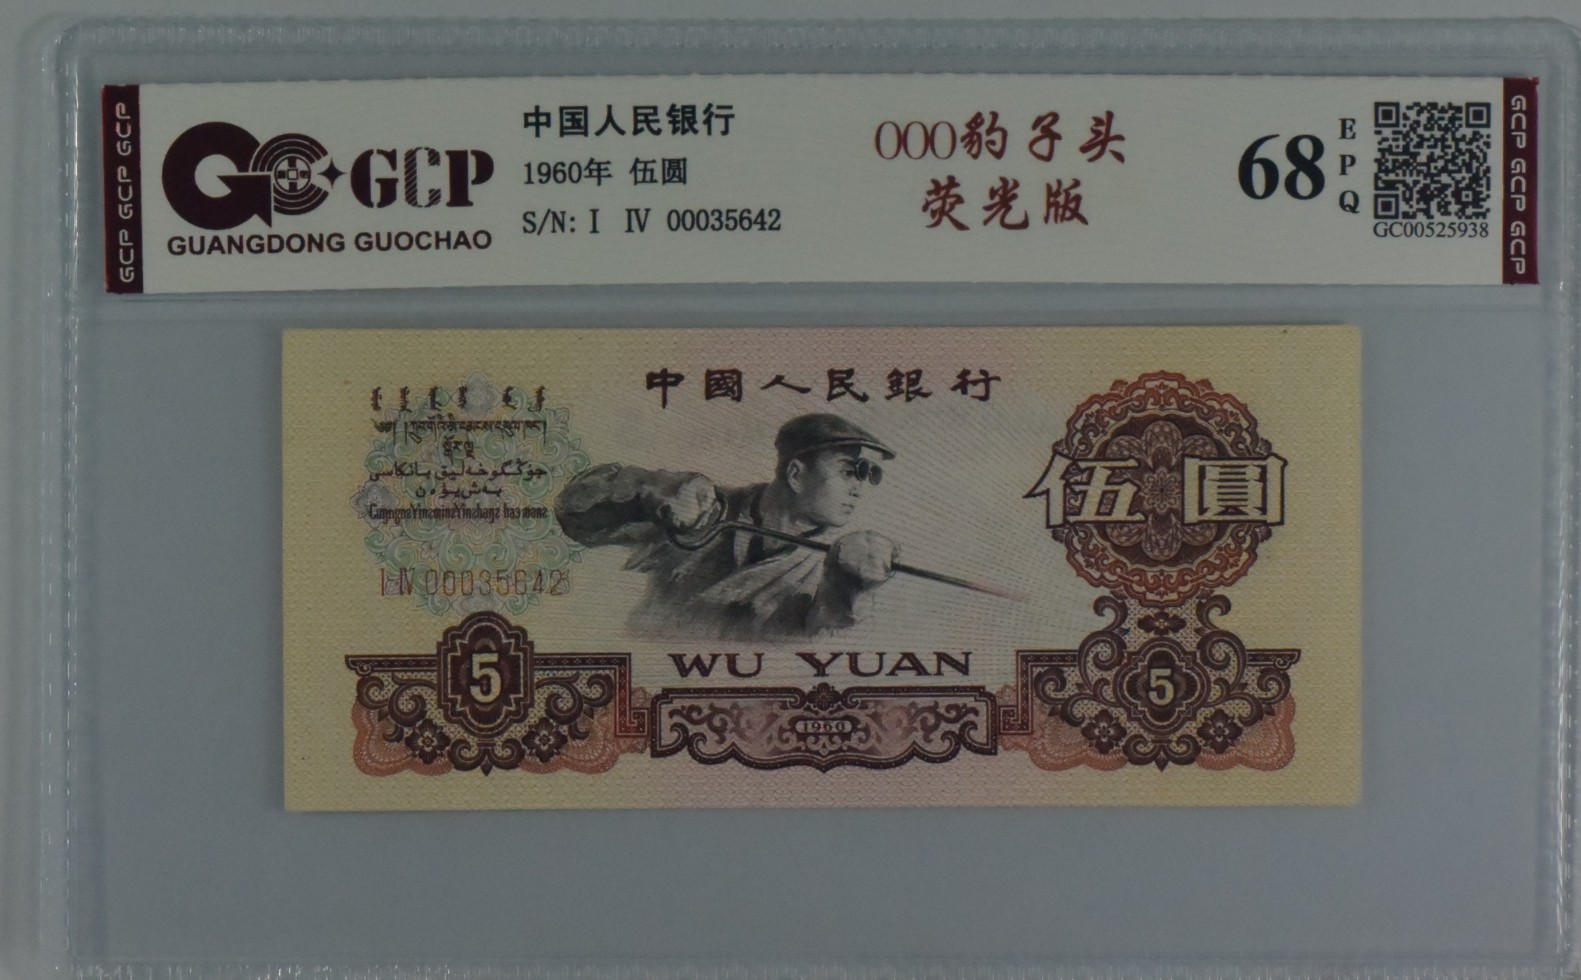 GCP GCP GCP
GCP
GUANGDONG GUOCHAO
中国人民银行
1960年 伍圆
S/N: I IV 00035642
000豹子头
荧光版
68
EPQ
GC00525938
GCP GCP GCP
中國人民銀行
伍圓
I IV 00035642
5
WU YUAN
5
1960